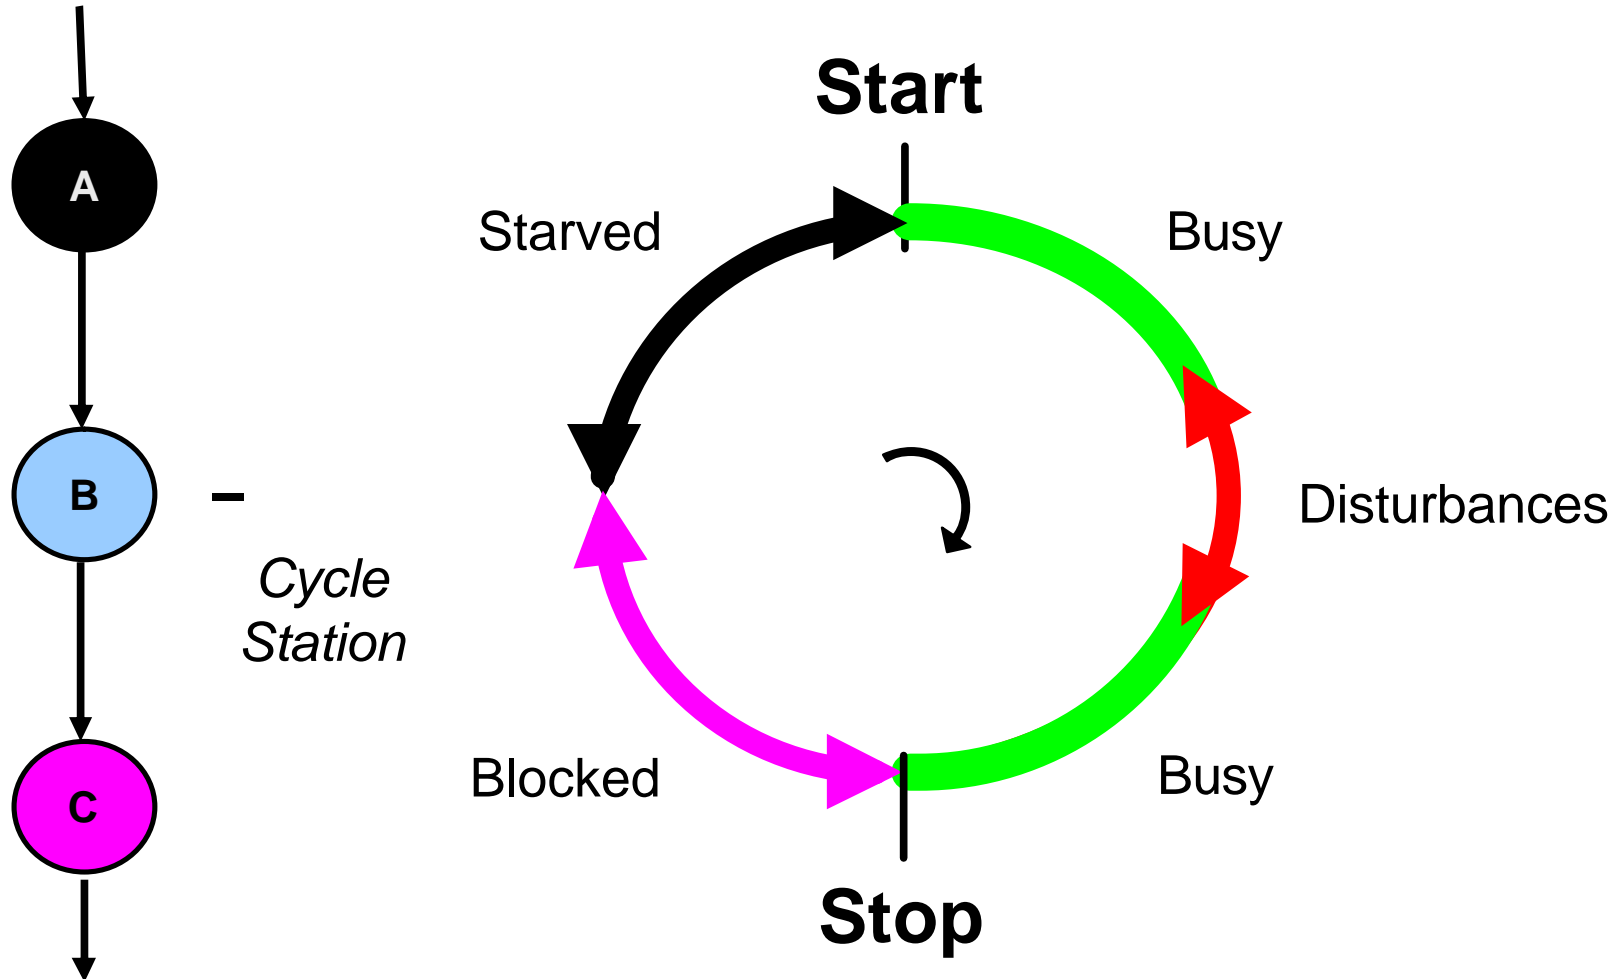 Start
A
Starved
Busy
B
–
Disturbances
Cycle
Station
Blocked
Busy
C
Stop